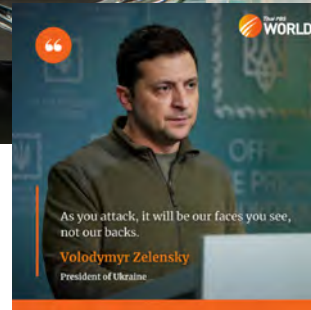 Thai PBS
WORLD
As you attack, it will be our faces you see,
not our backs.
Volodymyr Zelensky
President of Ukraine